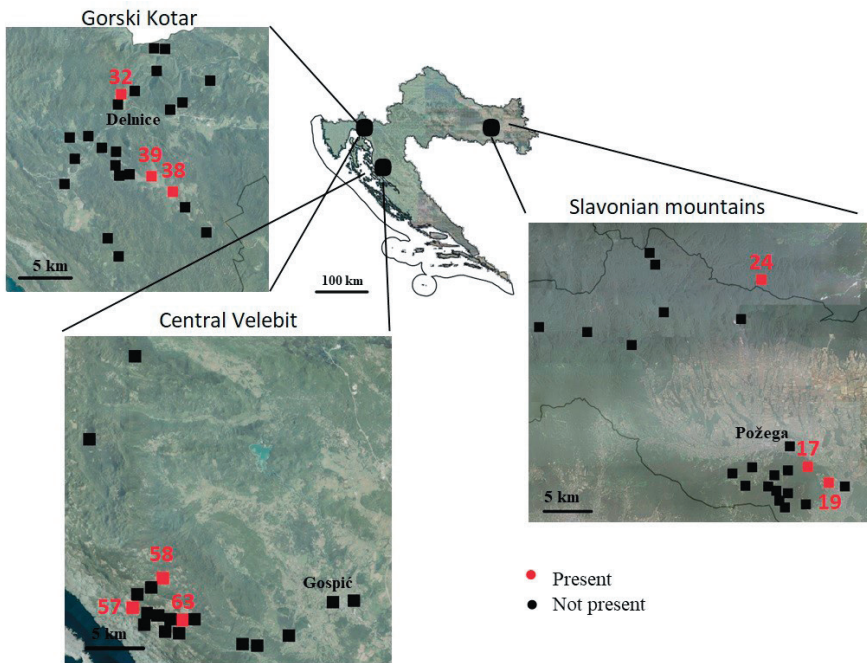 Gorski Kotar
32
Delnice
39
38
5 km
100 km
Slavonian mountains
24
Požega
17
19
5 km
Central Velebit
58
Gospić
57
63
5 km
Present
Not present